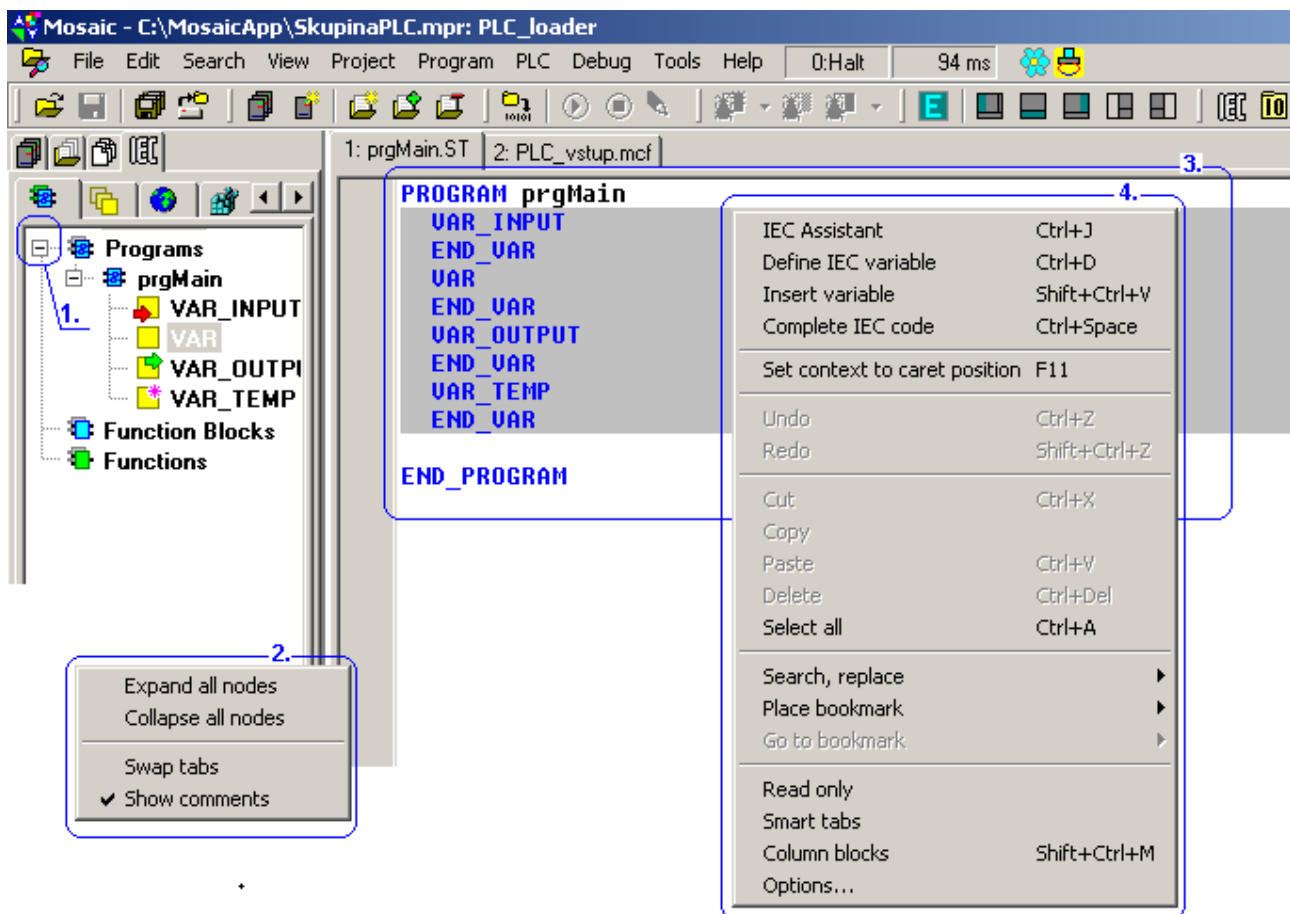 Mosaic - C:\MosaicApp\SkupinaPLC.mpr: PLC_loader
File Edit Search View Project Program PLC Debug Tools Help 0:Halt 94 ms
E IEC IO
IEC
1: prgMain.ST 2: PLC_vstup.mcf
3.
4.
1.
Programs
prgMain
VAR_INPUT
VAR
VAR_OUTPU
VAR_TEMP
Function Blocks
Functions
PROGRAM prgMain
VAR_INPUT
END_VAR
VAR
END_VAR
VAR_OUTPUT
END_VAR
VAR_TEMP
END_VAR
END_PROGRAM
IEC Assistant Ctrl+J
Define IEC variable Ctrl+D
Insert variable Shift+Ctrl+V
Complete IEC code Ctrl+Space
Set context to caret position F11
Undo Ctrl+Z
Redo Shift+Ctrl+Z
Cut Ctrl+X
Copy
Paste Ctrl+V
Delete Ctrl+Del
Select all Ctrl+A
Search, replace
Place bookmark
Go to bookmark
Read only
Smart tabs
Column blocks Shift+Ctrl+M
Options...
2.
Expand all nodes
Collapse all nodes
Swap tabs
Show comments